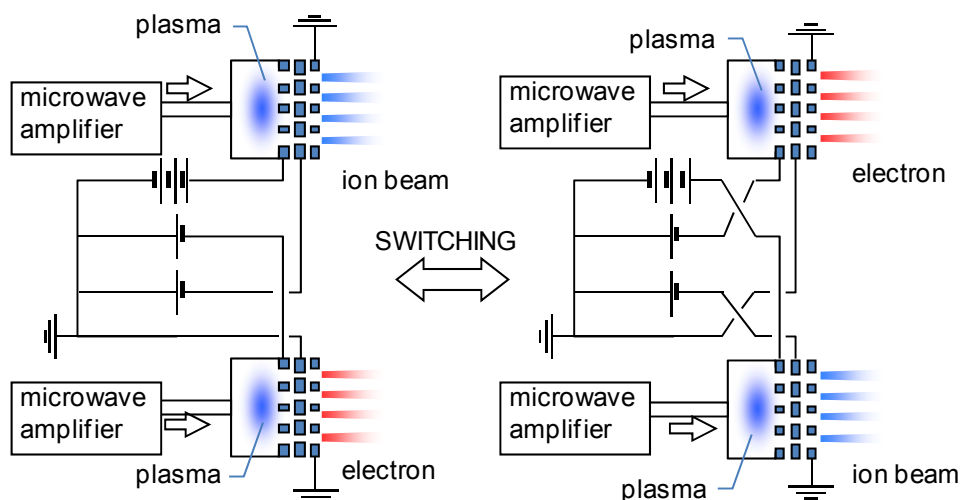 plasma
microwave
amplifier
ion beam
microwave
amplifier
plasma
electron
SWITCHING
plasma
microwave
amplifier
electron
microwave
amplifier
plasma
ion beam